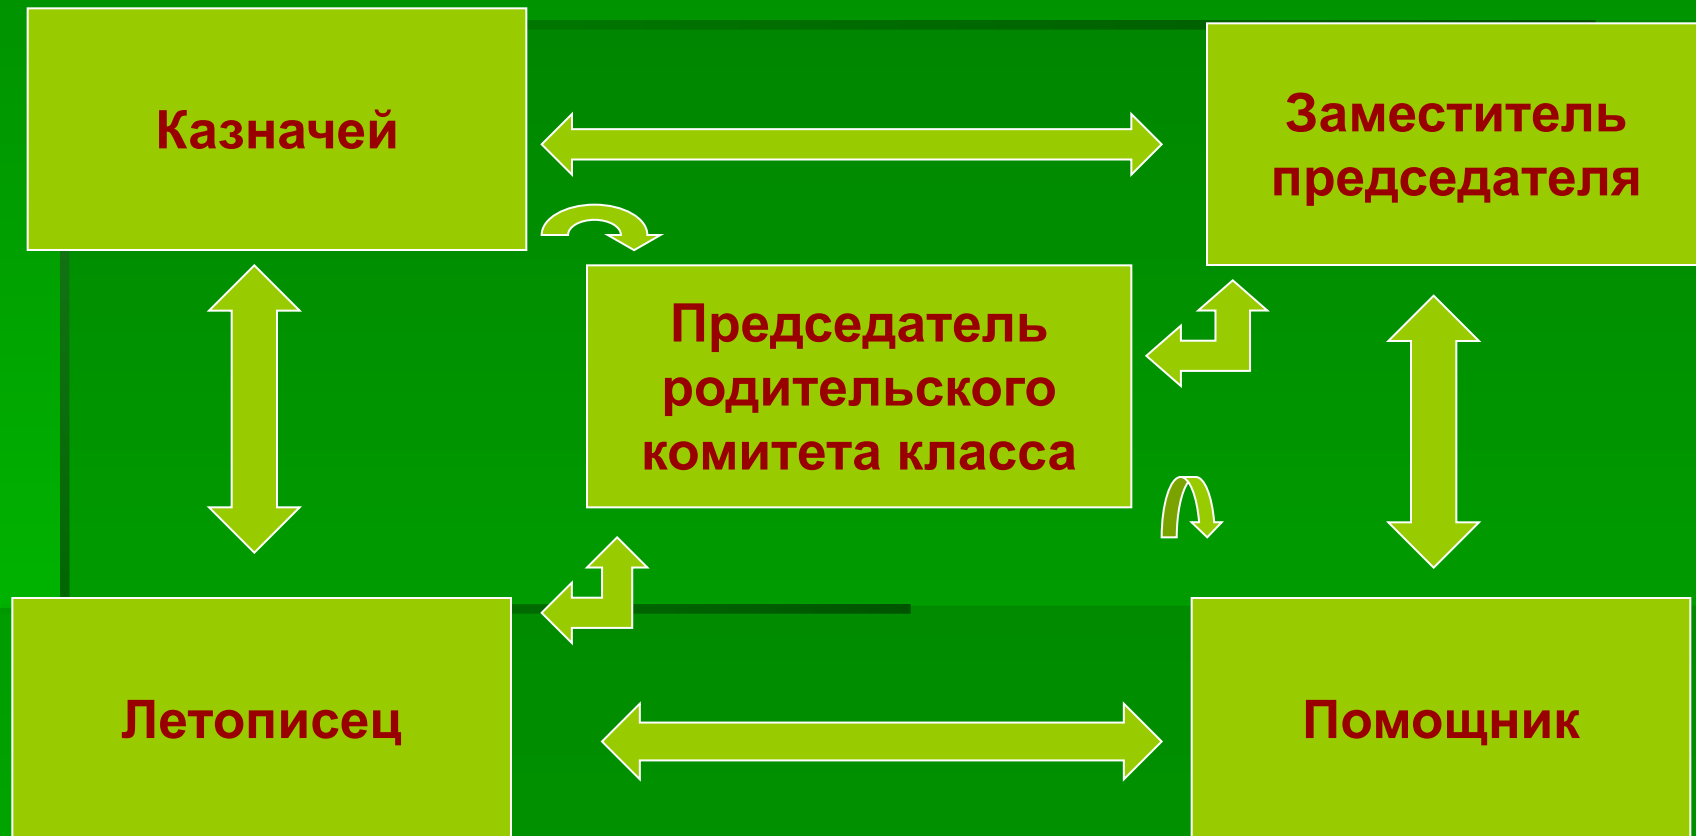 Казначей
Заместитель
председателя
Председатель
родительского
комитета класса
Летописец
Помощник